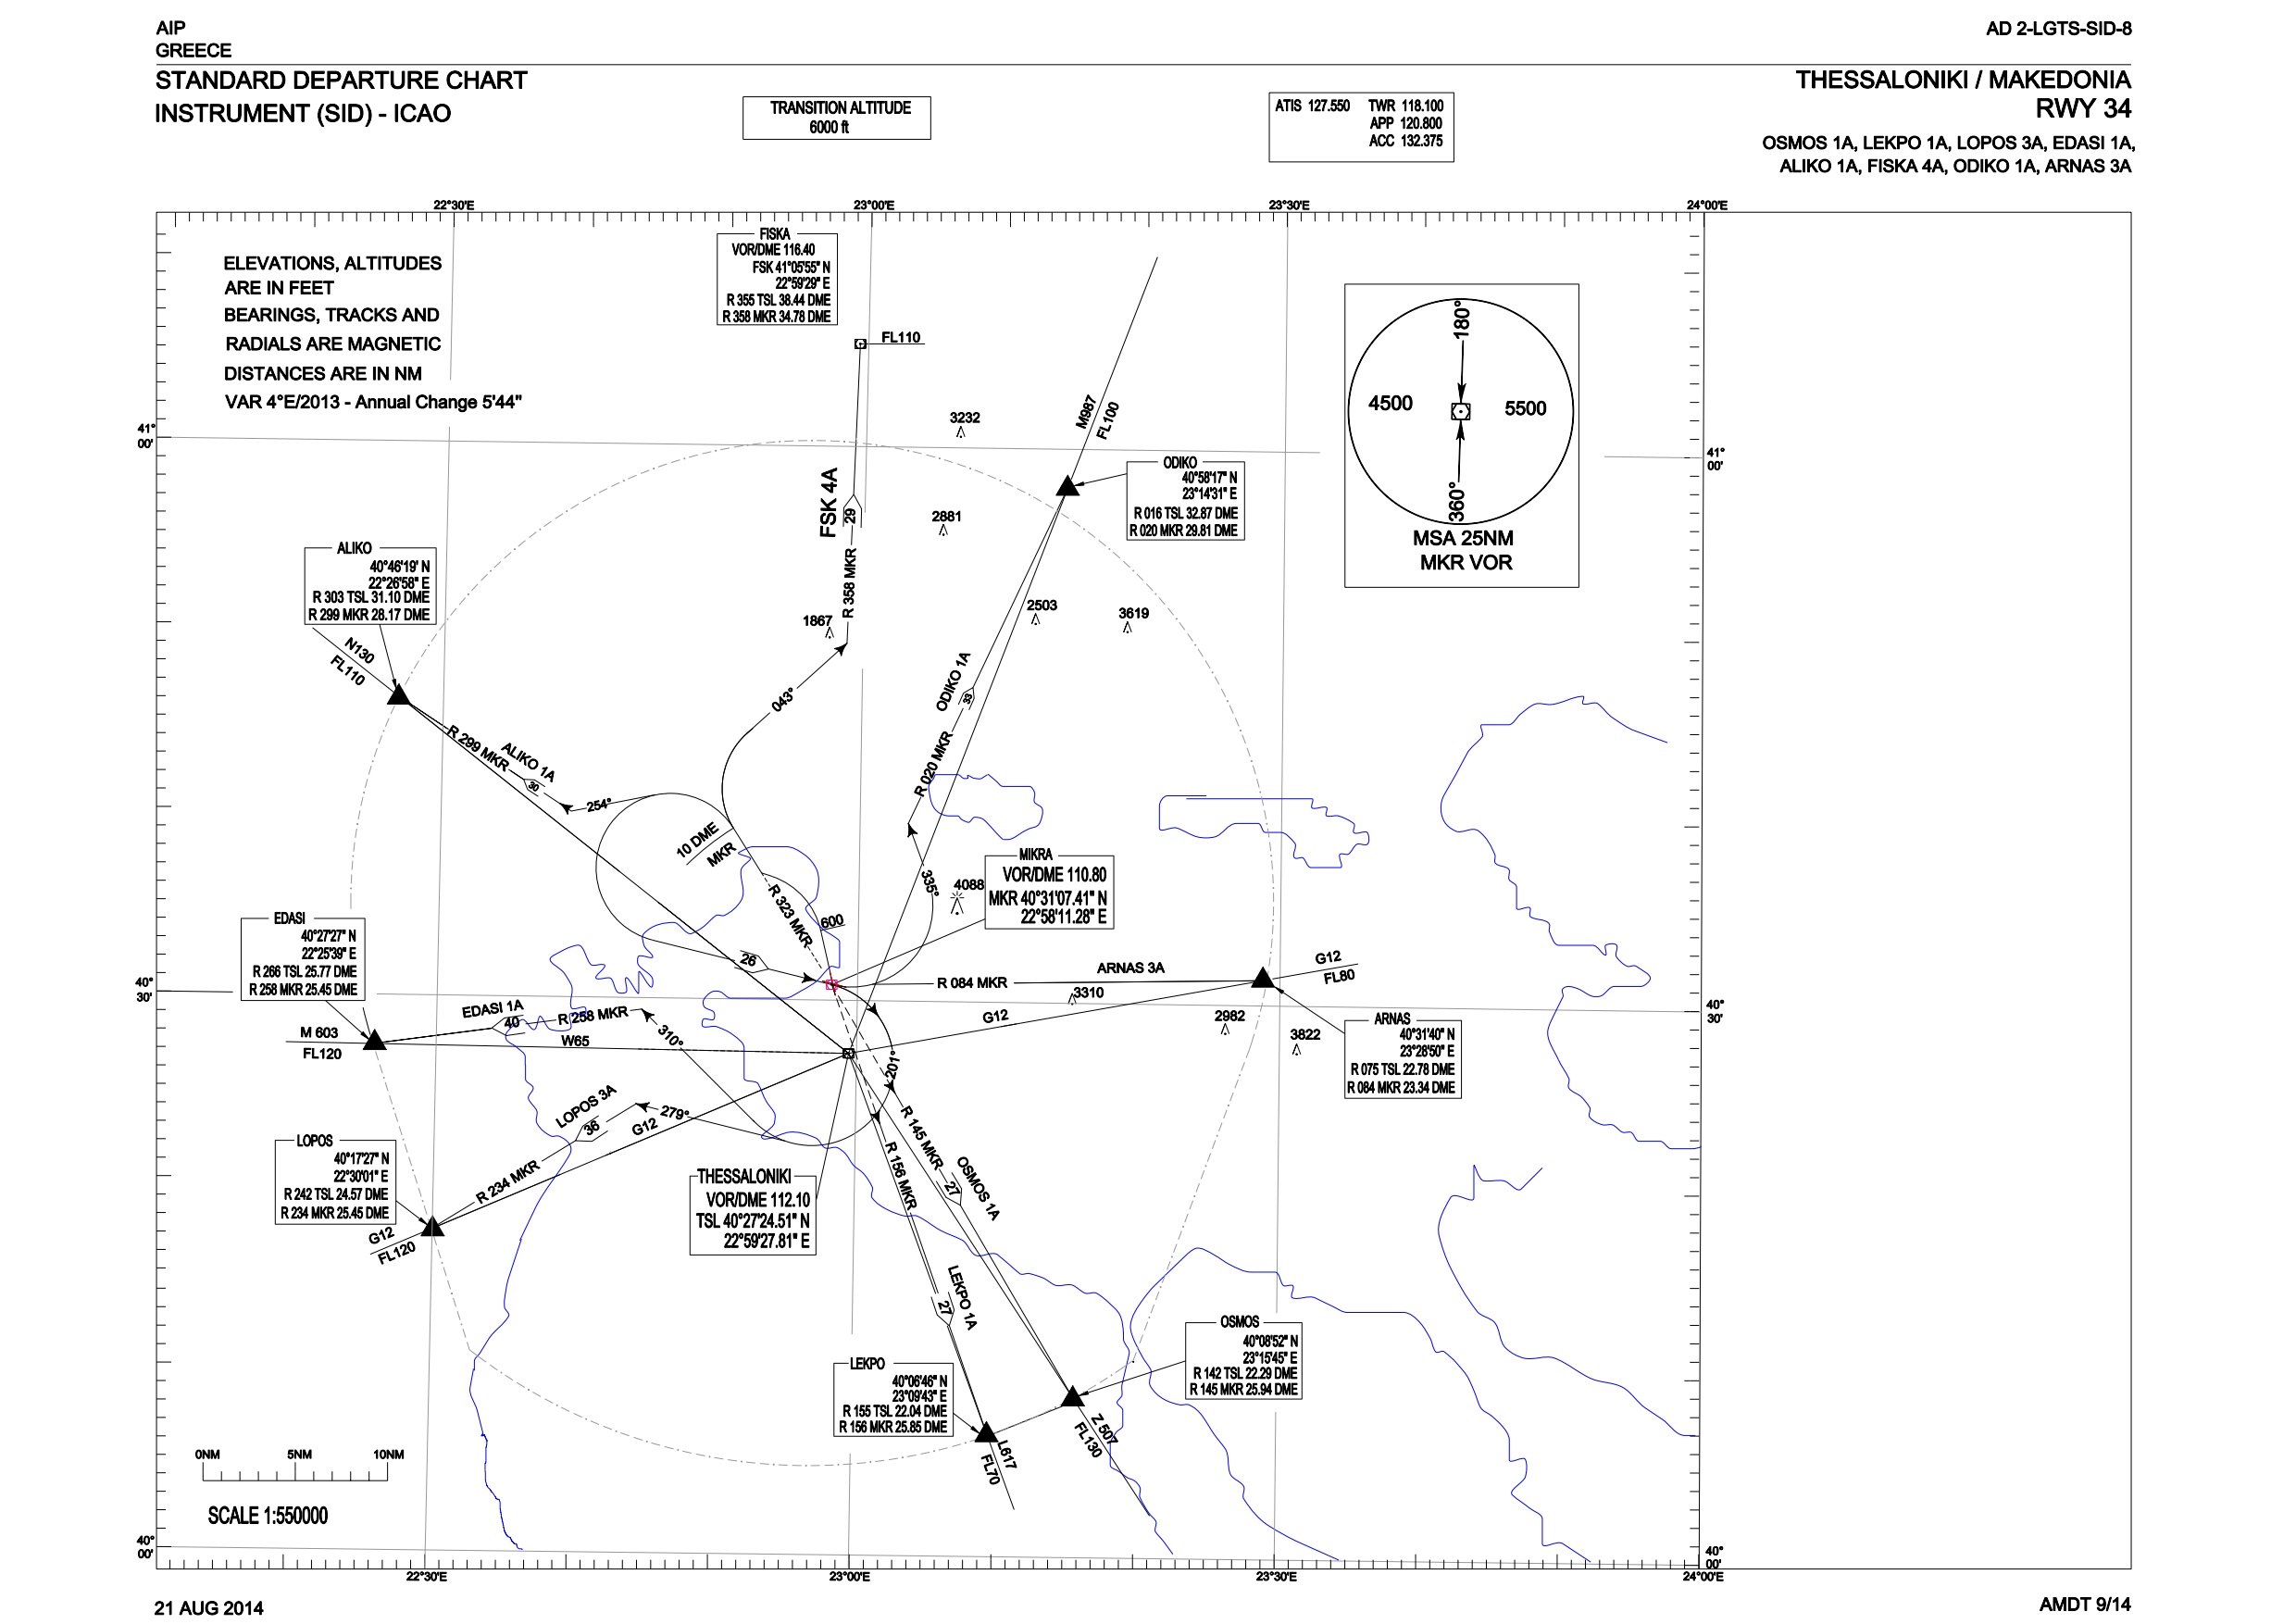 AIP
GREECE
AD 2-LGTS-SID-8
STANDARD DEPARTURE CHART
INSTRUMENT (SID) - ICAO
TRANSITION ALTITUDE
6000 ft
ATIS 127.550 TWR 118.100
APP 120.800
ACC 132.375
THESSALONIKI / MAKEDONIA
RWY 34
OSMOS 1A, LEKPO 1A, LOPOS 3A, EDASI 1A,
ALIKO 1A, FISKA 4A, ODIKO 1A, ARNAS 3A
22°30'E
23°00'E
23°30'E
24°00'E
ELEVATIONS, ALTITUDES
ARE IN FEET
BEARINGS, TRACKS AND
RADIALS ARE MAGNETIC
DISTANCES ARE IN NM
VAR 4°E/2013 - Annual Change 5'44"
FISKA
VOR/DME 116.40
FSK 41°05'55" N
22°59'29" E
R 355 TSL 38.44 DME
R 358 MKR 34.78 DME
FL110
180°
4500
5500
360°
MSA 25NM
MKR VOR
M987
FL100
3232
41°
00'
41°
00'
ODIKO
40°58'17" N
23°14'31" E
R 016 TSL 32.87 DME
R 020 MKR 29.81 DME
FSK 4A
29
R 358 MKR
2881
ALIKO
40°46'19' N
22°26'58" E
R 303 TSL 31.10 DME
R 299 MKR 28.17 DME
2503
3619
1867
N130
FL110
ODIKO 1A
33
043°
R 020 MKR
R 299 MKR
ALIKO 1A
30
254°
10 DME
MKR
MIKRA
VOR/DME 110.80
MKR 40°31'07.41" N
22°58'11.28" E
335°
4088
R 323 MKR
600
EDASI
40°27'27" N
22°25'39" E
R 266 TSL 25.77 DME
R 258 MKR 25.45 DME
26
ARNAS 3A
G12
FL80
R 084 MKR
40°
30'
40°
30'
3310
EDASI 1A
40
R 258 MKR
G12
2982
3822
ARNAS
40°31'40" N
23°28'50" E
R 075 TSL 22.78 DME
R 084 MKR 23.34 DME
M 603
FL120
W65
310°
201°
LOPOS 3A
36
279°
G12
R 145 MKR
LOPOS
40°17'27" N
22°30'01" E
R 242 TSL 24.57 DME
R 234 MKR 25.45 DME
R 234 MKR
R 156 MKR
OSMOS 1A
27
THESSALONIKI
VOR/DME 112.10
TSL 40°27'24.51" N
22°59'27.81" E
G12
FL120
LEKPO 1A
27
OSMOS
40°08'52" N
23°15'45" E
R 142 TSL 22.29 DME
R 145 MKR 25.94 DME
LEKPO
40°06'46" N
23°09'43" E
R 155 TSL 22.04 DME
R 156 MKR 25.85 DME
Z 507
FL130
L617
FL70
0NM 5NM 10NM
SCALE 1:550000
40°
00'
40°
00'
22°30'E
23°00'E
23°30'E
24°00'E
21 AUG 2014
AMDT 9/14